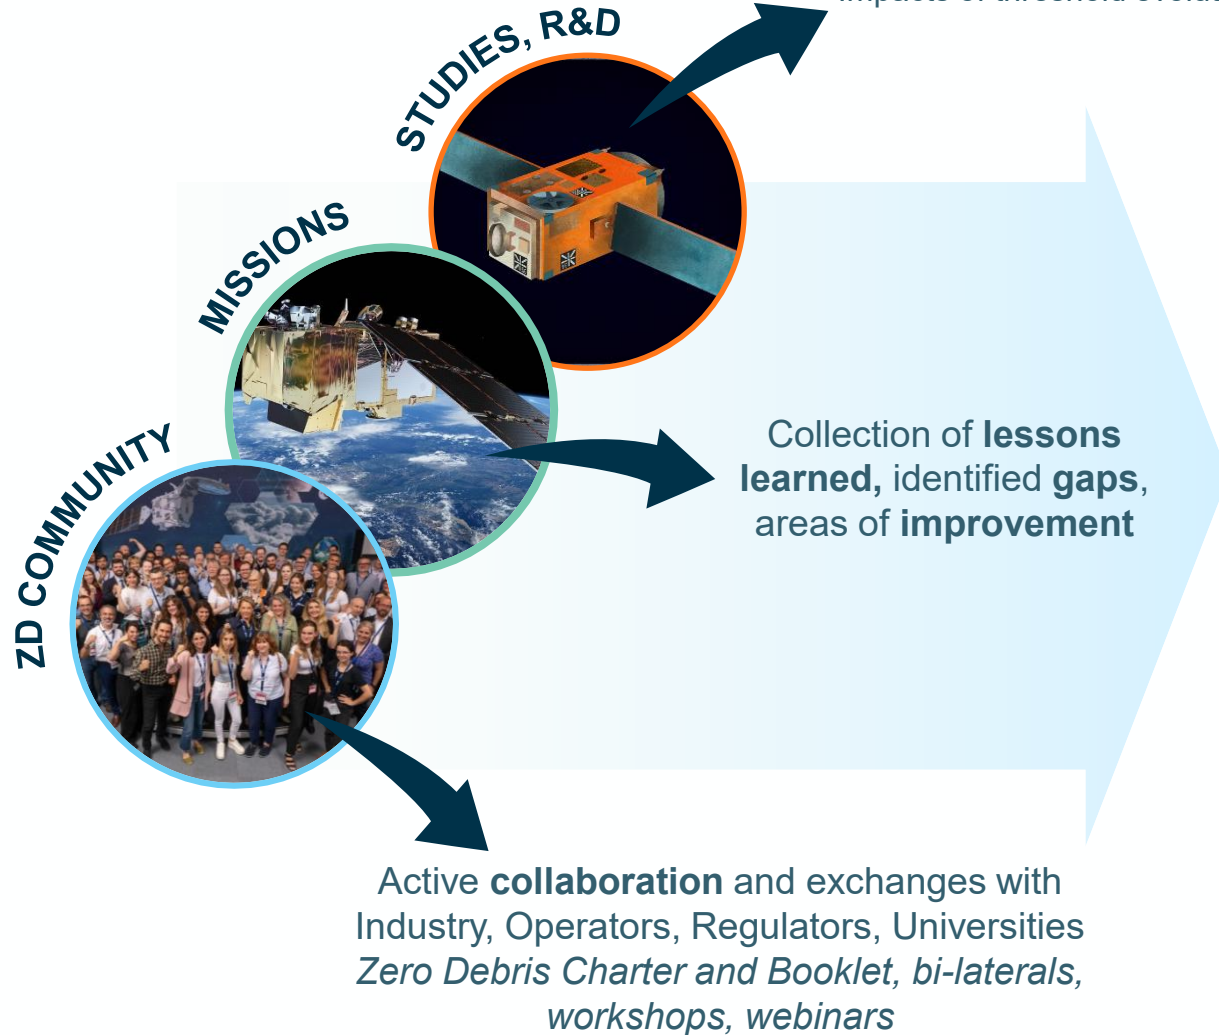 STUDIES, R&D
MISSIONS
Collection of lessons
learned, identified gaps,
areas of improvement
ZD COMMUNITY
Active collaboration and exchanges with
Industry, Operators, Regulators, Universities
Zero Debris Charter and Booklet, bi-laterals,
workshops, webinars